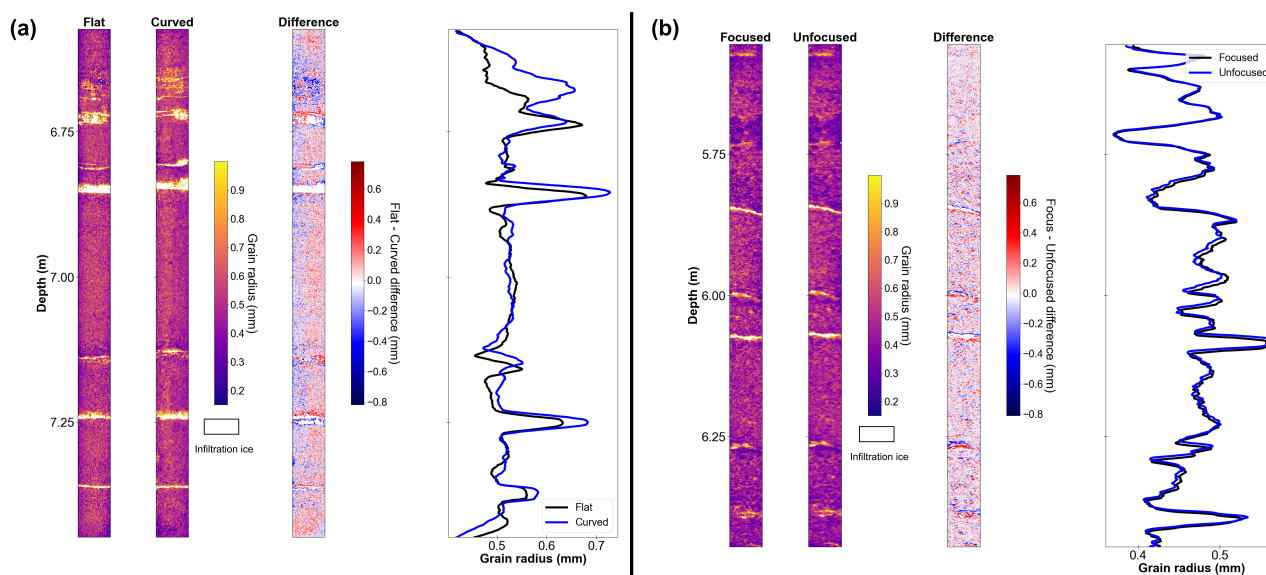 (a)
Flat
Curved
Difference
6.75
7.00
7.25
Depth (m)
0.9
0.8
0.7
0.6
0.5
0.4
0.3
0.2
Grain radius (mm)
Infiltration ice
0.6
0.4
0.2
0.0
−0.2
−0.4
−0.6
−0.8
Flat - Curved difference (mm)
Flat
Curved
0.5
0.6
0.7
Grain radius (mm)
(b)
Focused
Unfocused
Difference
5.75
6.00
6.25
Depth (m)
0.9
0.8
0.7
0.6
0.5
0.4
0.3
0.2
Grain radius (mm)
Infiltration ice
0.6
0.4
0.2
0.0
−0.2
−0.4
−0.6
−0.8
Focus - Unfocused difference (mm)
Focused
Unfocused
0.4
0.5
Grain radius (mm)